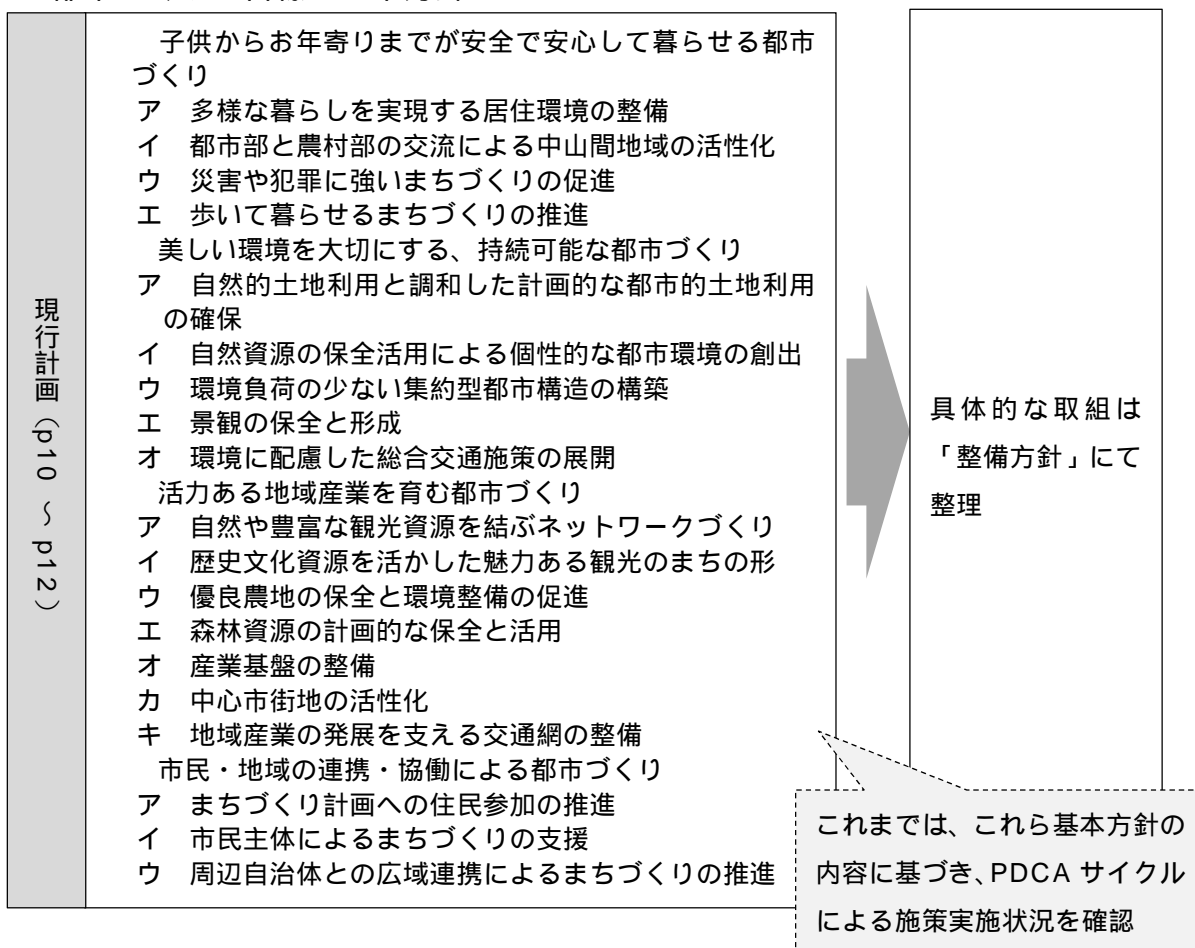 現行計画（p10 ～ p12）
子供からお年寄りまでが安全で安心して暮らせる都市
づくり
ア 多様な暮らしを実現する居住環境の整備
イ 都市部と農村部の交流による中山間地域の活性化
ウ 災害や犯罪に強いまちづくりの促進
エ 歩いて暮らせるまちづくりの推進
美しい環境を大切にする、持続可能な都市づくり
ア 自然的土地利用と調和した計画的な都市的土地利用
の確保
イ 自然資源の保全活用による個性的な都市環境の創出
ウ 環境負荷の少ない集約型都市構造の構築
エ 景観の保全と形成
オ 環境に配慮した総合交通施策の展開
活力ある地域産業を育む都市づくり
ア 自然や豊富な観光資源を結ぶネットワークづくり
イ 歴史文化資源を活かした魅力ある観光のまちの形
ウ 優良農地の保全と環境整備の促進
エ 森林資源の計画的な保全と活用
オ 産業基盤の整備
カ 中心市街地の活性化
キ 地域産業の発展を支える交通網の整備
市民・地域の連携・協働による都市づくり
ア まちづくり計画への住民参加の推進
イ 市民主体によるまちづくりの支援
ウ 周辺自治体との広域連携によるまちづくりの推進
具体的な取組は
「整備方針」にて
整理
これまでは、これら基本方針の
内容に基づき、PDCA サイクル
による施策実施状況を確認